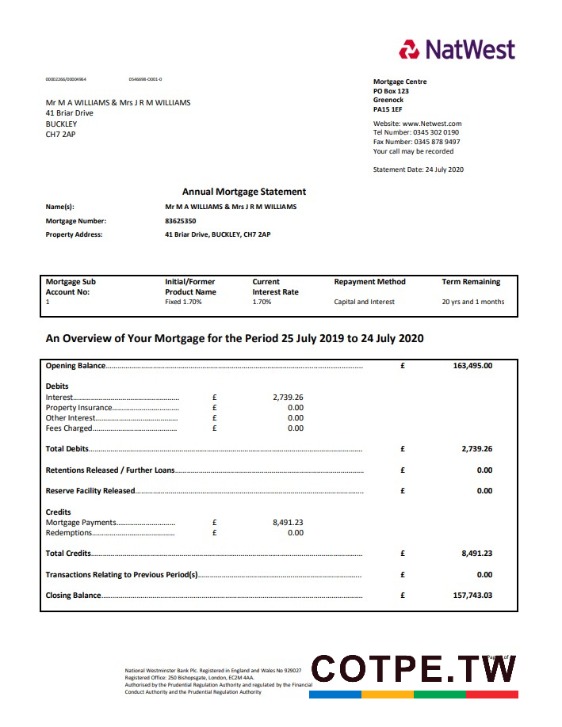 NatWest
00003266/00004964 0546698-O001-0
Mortgage Centre
PO Box 123
Greenock
PA15 1EF
Website: www.Netwest.com
Tel Number: 0345 302 0190
Fax Number: 0345 878 9497
Your call may be recorded
Statement Date: 24 July 2020
Mr M A WILLIAMS & Mrs J R M WILLIAMS
41 Briar Drive
BUCKLEY
CH7 2AP
Annual Mortgage Statement
Name(s): Mr M A WILLIAMS & Mrs J R M WILLIAMS
Mortgage Number: 83625350
Property Address: 41 Briar Drive, BUCKLEY, CH7 2AP
Mortgage Sub Initial/Former Current Repayment Method Term Remaining
Account No: Product Name Interest Rate
1 Fixed 1.70% 1.70% Capital and Interest 20 yrs and 1 months
An Overview of Your Mortgage for the Period 25 July 2019 to 24 July 2020
Opening Balance £ 163,495.00
Debits
Interest £ 2,739.26
Property Insurance £ 0.00
Other Interest £ 0.00
Fees Charged £ 0.00
Total Debits £ 2,739.26
Retentions Released / Further Loans £ 0.00
Reserve Facility Released £ 0.00
Credits
Mortgage Payments £ 8,491.23
Redemptions £ 0.00
Total Credits £ 8,491.23
Transactions Relating to Previous Period(s) £ 0.00
Closing Balance £ 157,743.03
National Westminster Bank Plc. Registered in England and Wales No 929027
Registered Office: 250 Bishopsgate, London, EC2M 4AA.
Authorised by the Prudential Regulation Authority and regulated by the Financial
Conduct Authority and the Prudential Regulation Authority
COTPE.TW